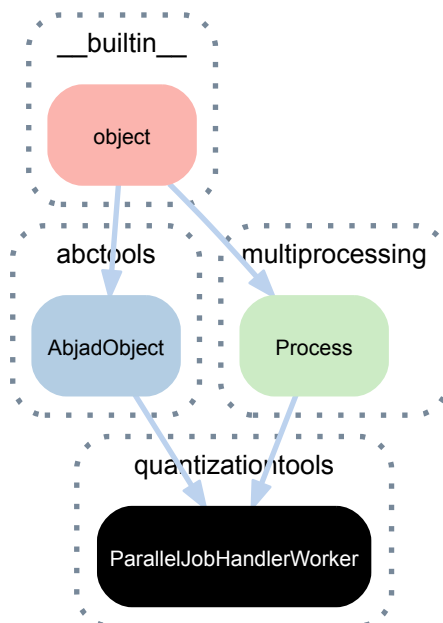 __builtin__
object
abctools
multiprocessing
AbjadObject
Process
quantizationtools
ParallelJobHandlerWorker